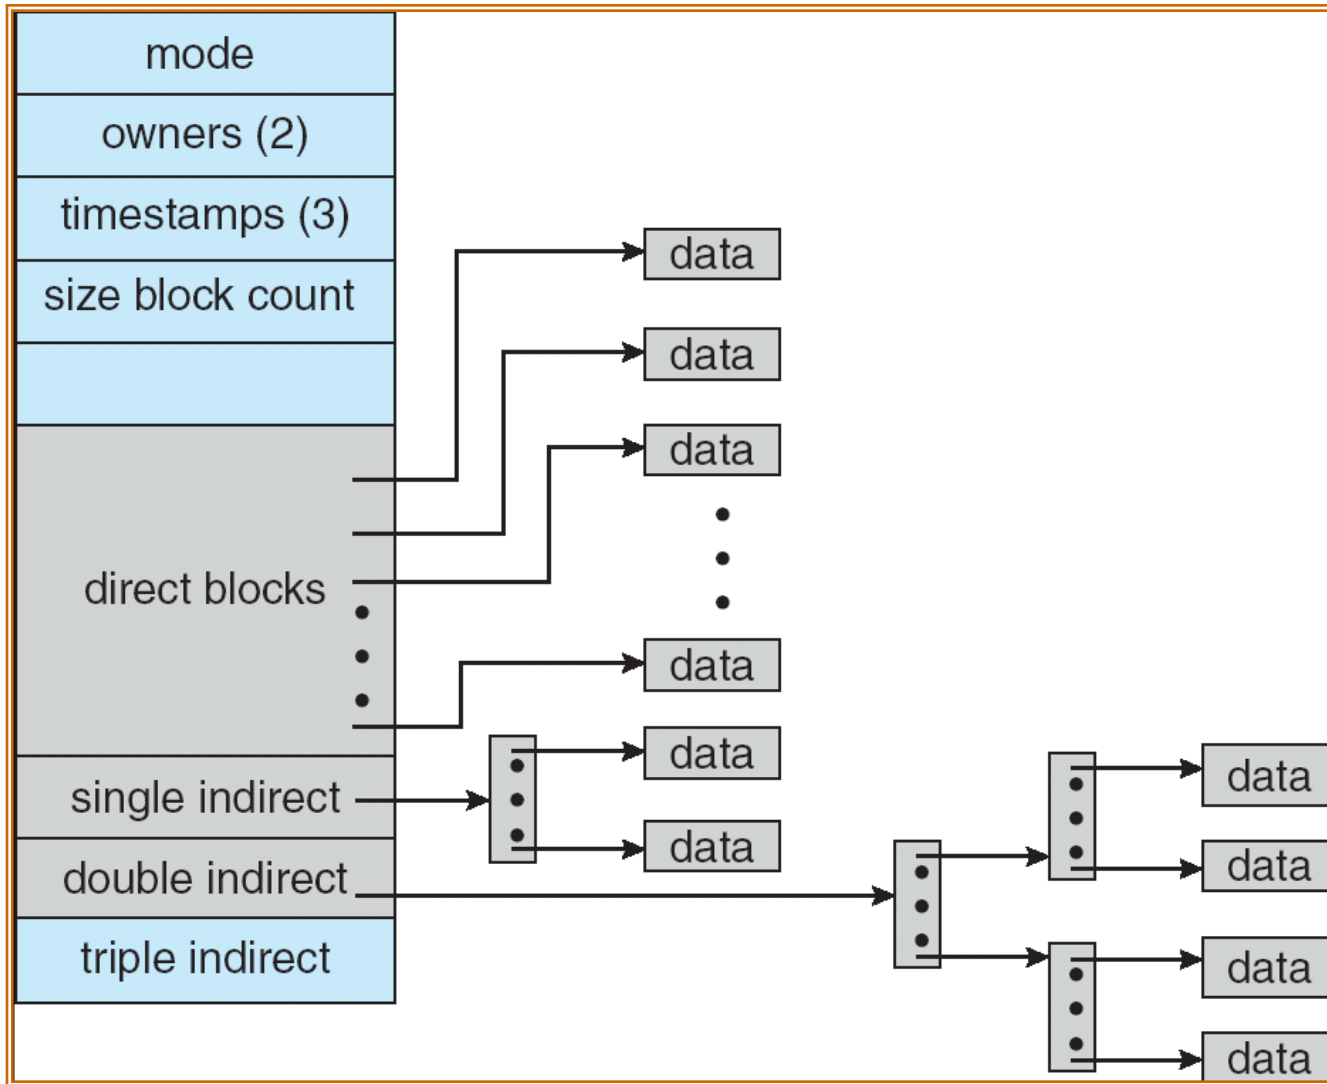 mode
owners (2)
timestamps (3)
size block count
direct blocks
single indirect
double indirect
triple indirect
data
data
data
data
data
data
data
data
data
data